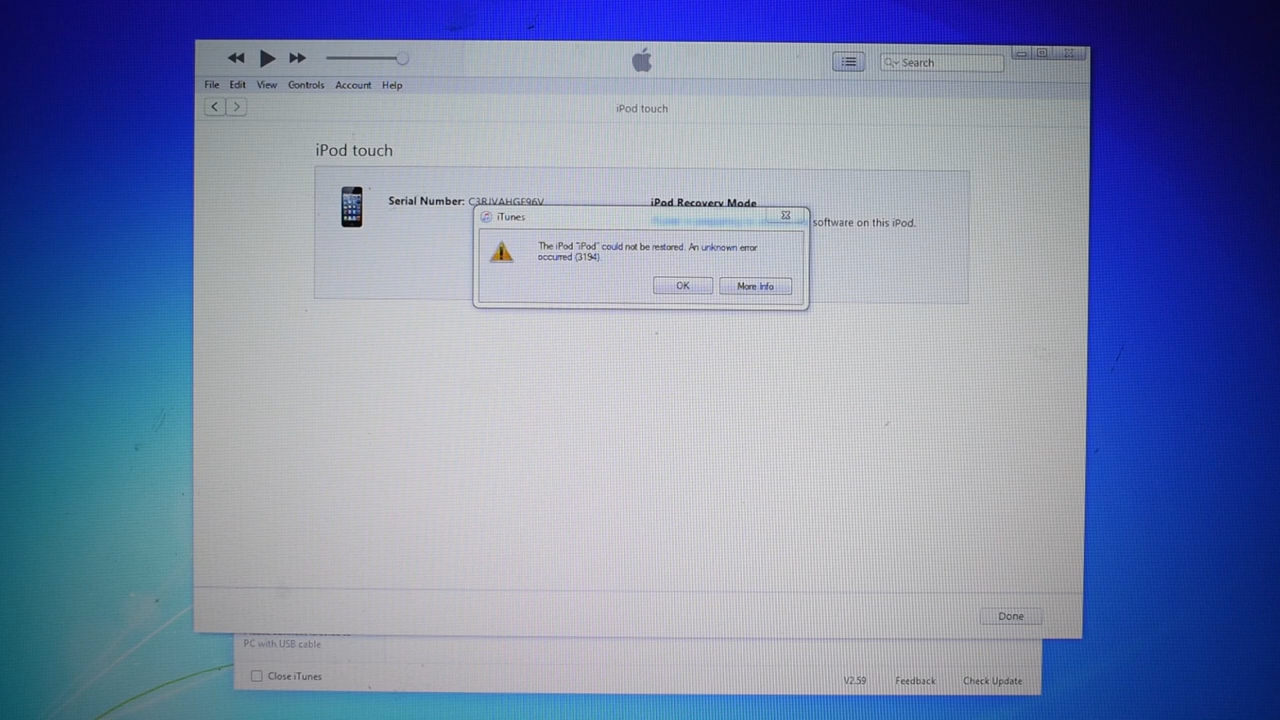 Search
File Edit View Controls Account Help
iPod touch
iPod touch
Serial Number:
iPod Recovery Mode
software on this iPod.
iTunes
The iPod "iPod" could not be restored. An unknown error
occurred (3194).
OK More Info
Done
PC with USB cable
Close iTunes
V2.59 Feedback Check Update